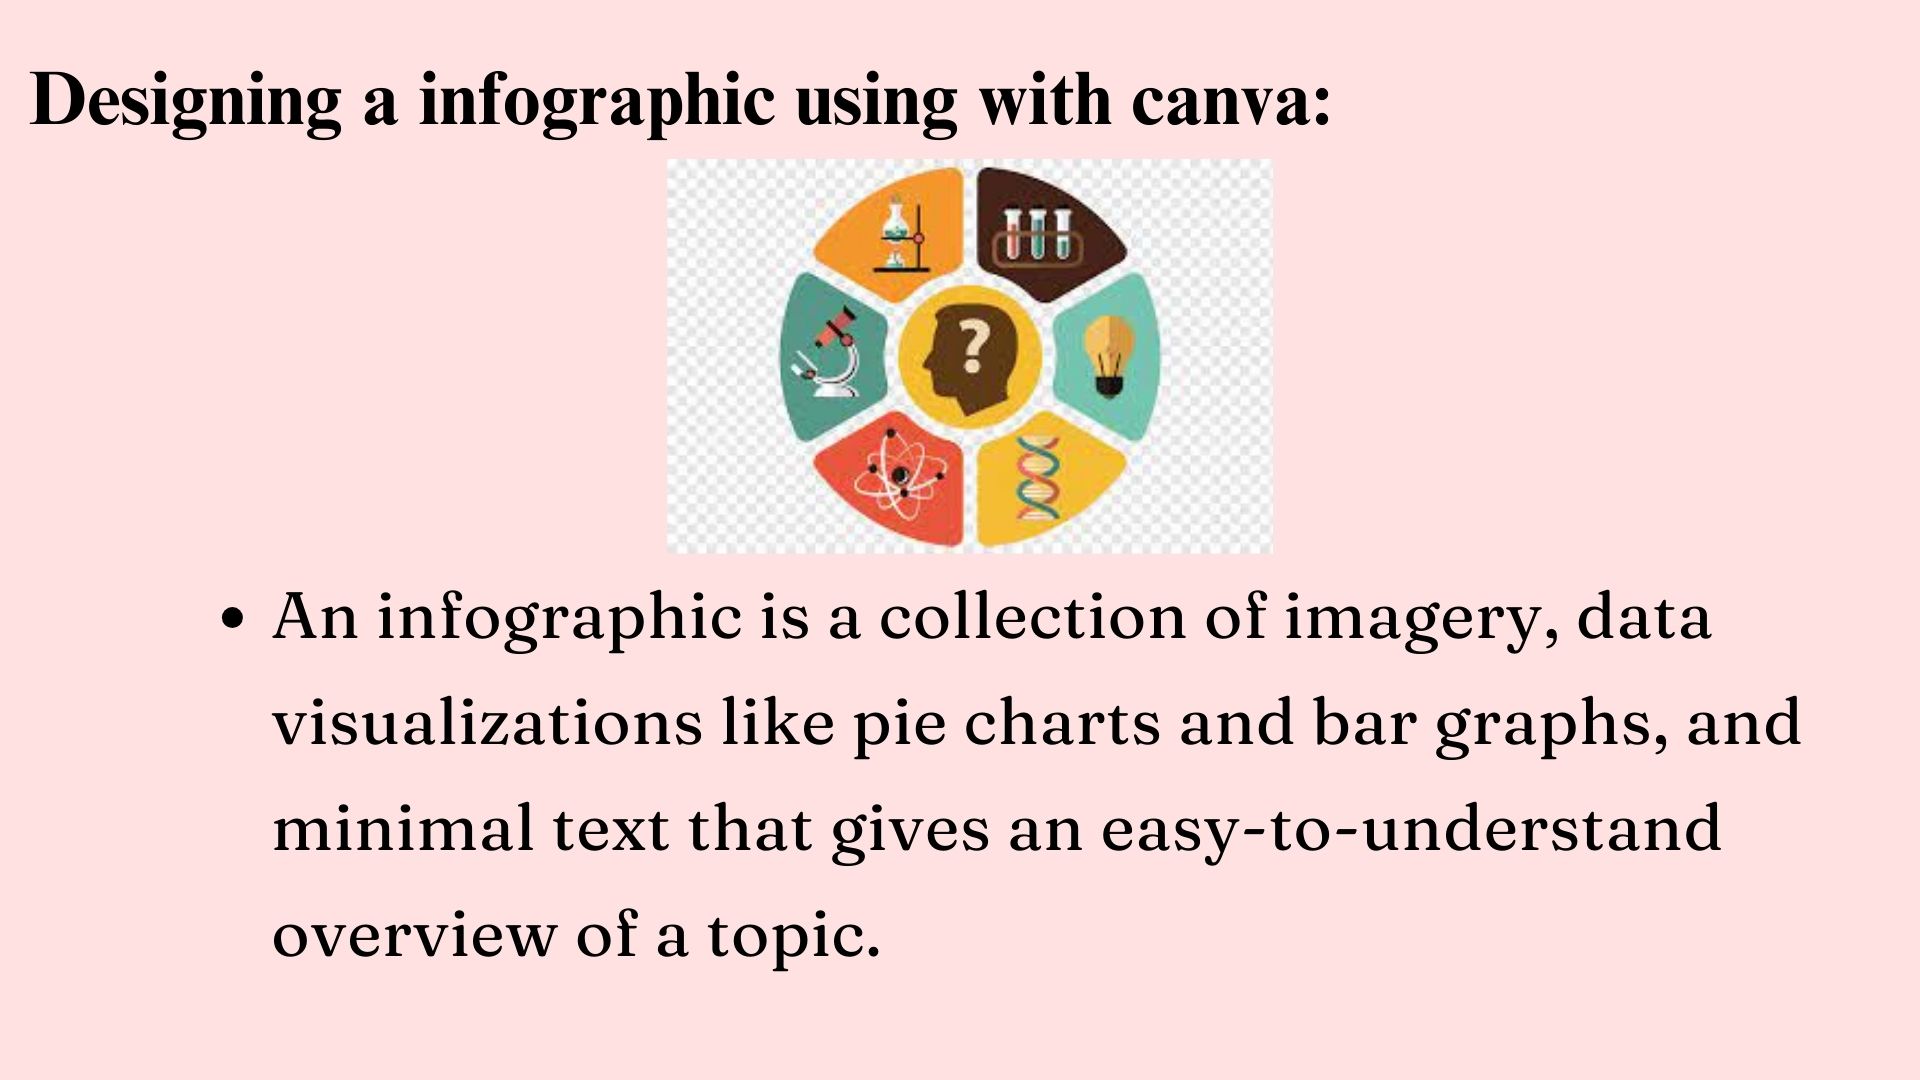 Designing a infographic using with canva:
?
• An infographic is a collection of imagery, data
visualizations like pie charts and bar graphs, and
minimal text that gives an easy-to-understand
overview of a topic.